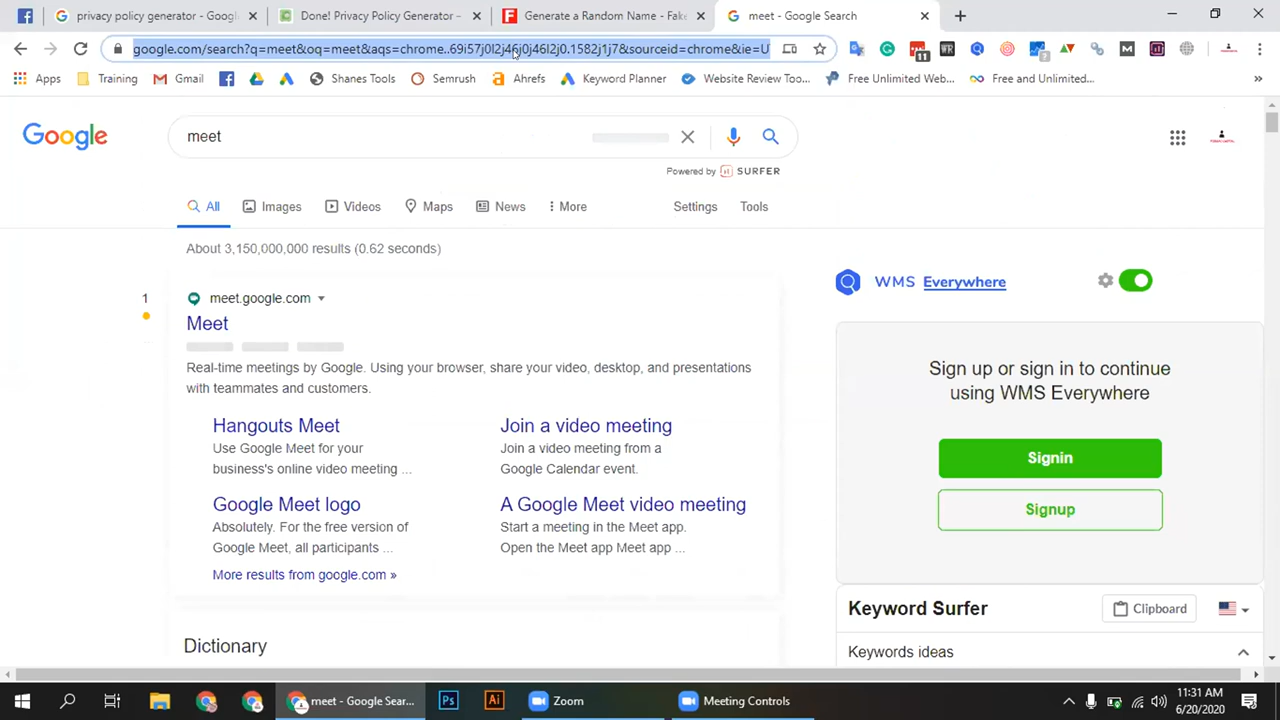 privacy policy generator - Googl
Done! Privacy Policy Generator -
Generate a Random Name - Fake
meet - Google Search
google.com/search?q=meet&oq=meet&aqs=chrome..69i57j0l2j46j0j46l2j0.1582j1j7&sourceid=chrome&ie=U
11
Apps
Training
Gmail
Shanes Tools
Semrush
Ahrefs
Keyword Planner
Website Review Too...
Free Unlimited Web...
Free and Unlimited...
Google
meet
Powered by SURFER
All
Images
Videos
Maps
News
More
Settings
Tools
About 3,150,000,000 results (0.62 seconds)
1
meet.google.com
Meet
Real-time meetings by Google. Using your browser, share your video, desktop, and presentations
with teammates and customers.
Hangouts Meet
Use Google Meet for your
business's online video meeting ...
Join a video meeting
Join a video meeting from a
Google Calendar event.
Google Meet logo
Absolutely. For the free version of
Google Meet, all participants ...
A Google Meet video meeting
Start a meeting in the Meet app.
Open the Meet app Meet app ...
More results from google.com »
Dictionary
WMS Everywhere
Sign up or sign in to continue
using WMS Everywhere
Signin
Signup
Keyword Surfer
Clipboard
Keywords ideas
meet - Google Sear...
Ps
Ai
Zoom
Meeting Controls
11:31 AM
6/20/2020